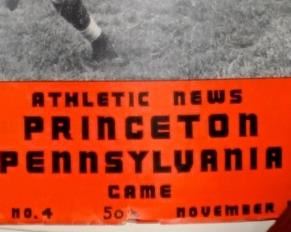 ATHLETIC NEWS
PRINCETON
PENNSYLVANIA
GAME
NO.4 50 NOVEMBER